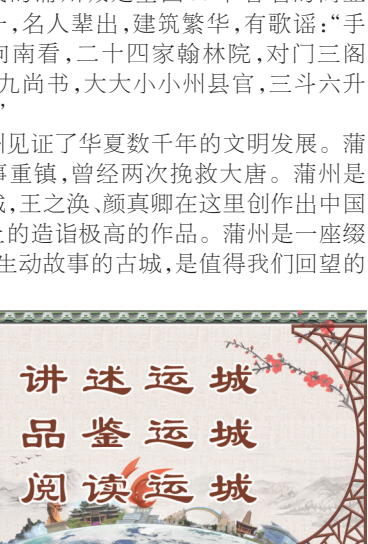 ,名人辈出,建筑繁华,有歌谣:“手
向南看,二十四家翰林院,对门三阁
九尚书,大大小小州县官,三斗六升
”
州见证了华夏数千年的文明发展。蒲
事重镇,曾经两次挽救大唐。蒲州是
城,王之涣、颜真卿在这里创作出中国
上的造诣极高的作品。蒲州是一座缀
生动故事的古城,是值得我们回望的
讲述运城
品鉴运城
阅读运城